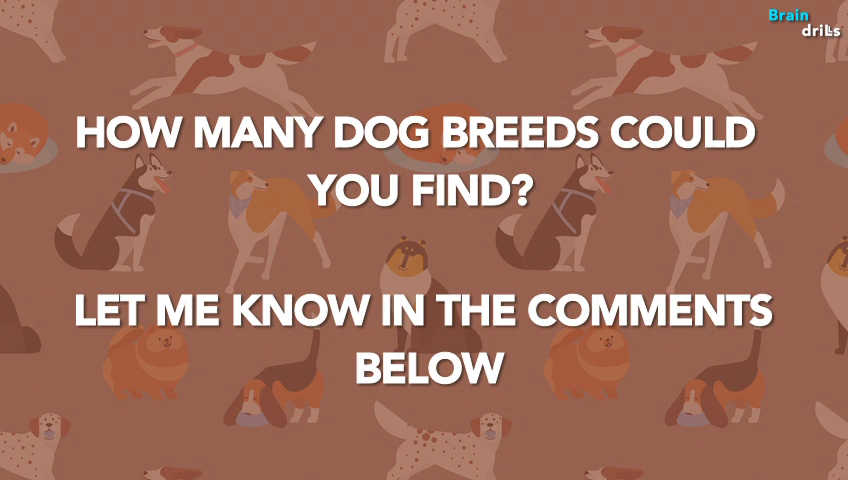 Brain
drills
HOW MANY DOG BREEDS COULD
YOU FIND?
LET ME KNOW IN THE COMMENTS
BELOW